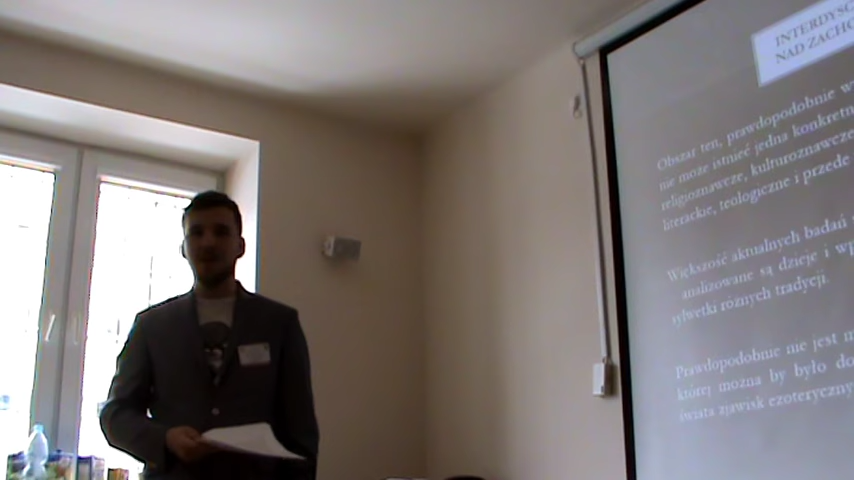 INTERDYSC
NAD ZACHO
Obszar ten, prawdopodobnie w
nie może istnieć jedna konkretn
religioznawcze, kulturoznawcze
literackie, teologiczne i przede
Większość aktualnych badań
analizowane są dzieje i wp
sylwetki różnych tradycji.
Prawdopodobnie nie jest m
której można by było do
świata zjawisk ezoteryczny